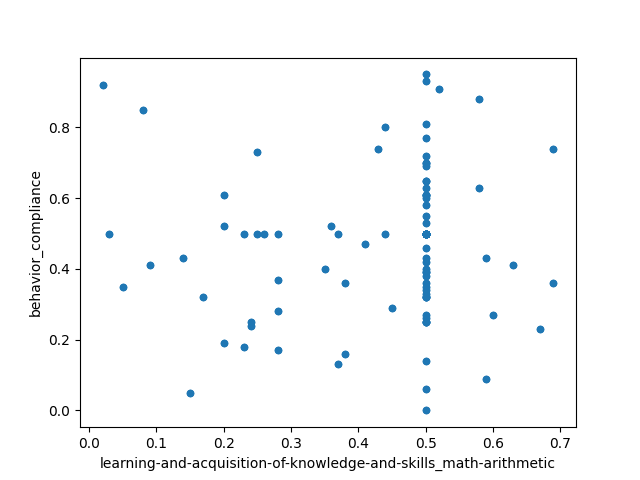 behavior_compliance
0.8
0.6
0.4
0.2
0.0
0.0 0.1 0.2 0.3 0.4 0.5 0.6 0.7
learning-and-acquisition-of-knowledge-and-skills_math-arithmetic